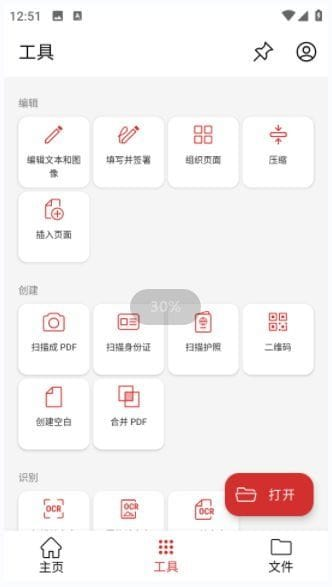 12:51
工具
编辑
编辑文本和图
像
填写并签署
组织页面
压缩
插入页面
创建
30%
扫描成 PDF
扫描身份证
扫描护照
二维码
创建空白
合并 PDF
识别
打开
OCR
OCR
OCR
主页
工具
文件